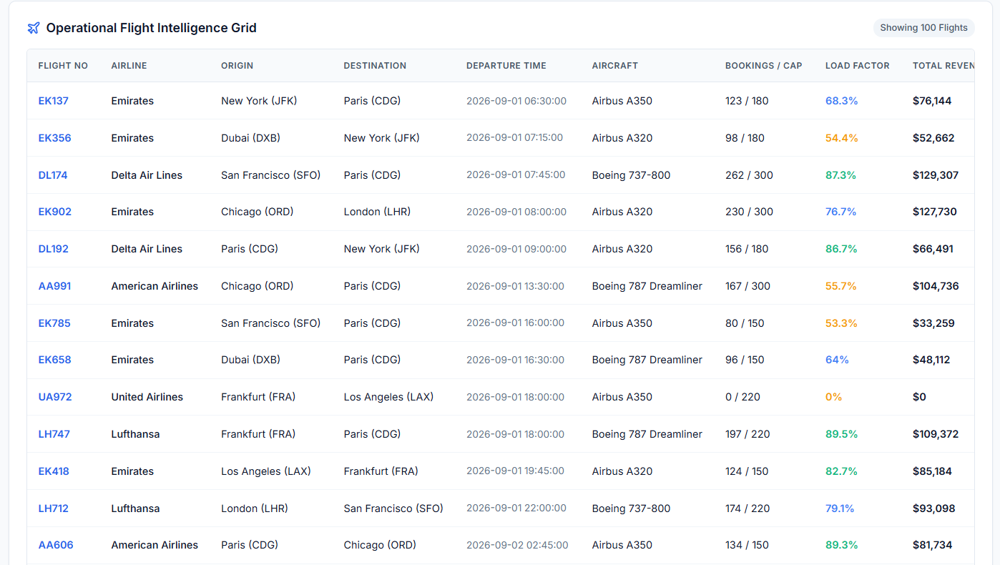 Operational Flight Intelligence Grid
Showing 100 Flights
FLIGHT NO AIRLINE ORIGIN DESTINATION DEPARTURE TIME AIRCRAFT BOOKINGS / CAP LOAD FACTOR TOTAL REVEN
EK137 Emirates New York (JFK) Paris (CDG) 2026-09-01 06:30:00 Airbus A350 123 / 180 68.3% $76,144
EK356 Emirates Dubai (DXB) New York (JFK) 2026-09-01 07:15:00 Airbus A320 98 / 180 54.4% $52,662
DL174 Delta Air Lines San Francisco (SFO) Paris (CDG) 2026-09-01 07:45:00 Boeing 737-800 262 / 300 87.3% $129,307
EK902 Emirates Chicago (ORD) London (LHR) 2026-09-01 08:00:00 Airbus A320 230 / 300 76.7% $127,730
DL192 Delta Air Lines Paris (CDG) New York (JFK) 2026-09-01 09:00:00 Airbus A320 156 / 180 86.7% $66,491
AA991 American Airlines Chicago (ORD) Paris (CDG) 2026-09-01 13:30:00 Boeing 787 Dreamliner 167 / 300 55.7% $104,736
EK785 Emirates San Francisco (SFO) Paris (CDG) 2026-09-01 16:00:00 Airbus A350 80 / 150 53.3% $33,259
EK658 Emirates Dubai (DXB) Paris (CDG) 2026-09-01 16:30:00 Boeing 787 Dreamliner 96 / 150 64% $48,112
UA972 United Airlines Frankfurt (FRA) Los Angeles (LAX) 2026-09-01 18:00:00 Airbus A350 0 / 220 0% $0
LH747 Lufthansa Frankfurt (FRA) Paris (CDG) 2026-09-01 18:00:00 Boeing 787 Dreamliner 197 / 220 89.5% $109,372
EK418 Emirates Los Angeles (LAX) Frankfurt (FRA) 2026-09-01 19:45:00 Airbus A320 124 / 150 82.7% $85,184
LH712 Lufthansa London (LHR) San Francisco (SFO) 2026-09-01 22:00:00 Boeing 737-800 174 / 220 79.1% $93,098
AA606 American Airlines Paris (CDG) Chicago (ORD) 2026-09-02 02:45:00 Airbus A350 134 / 150 89.3% $81,734